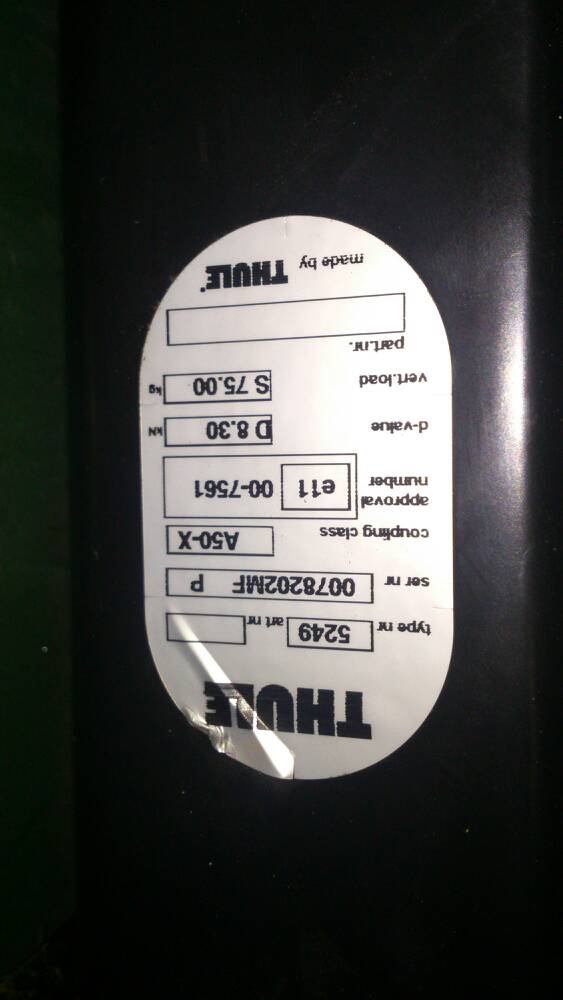 THULE
type nr 5249 art nr
ser nr 0078202MF P
coupling class A50-X
approval number e11 00-7561
d-value D 8.30 kN
vert.load S 75.00 kg
part.nr.
made by THULE